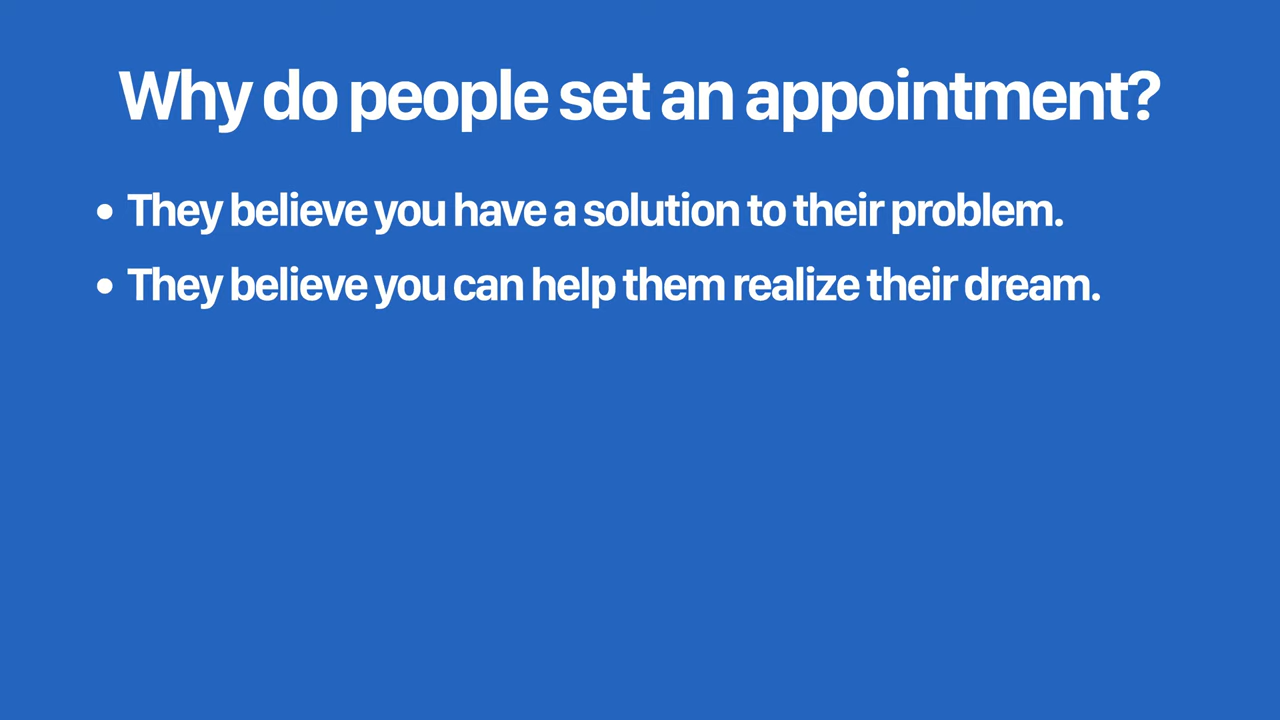 Why do people set an appointment?
• They believe you have a solution to their problem.
• They believe you can help them realize their dream.